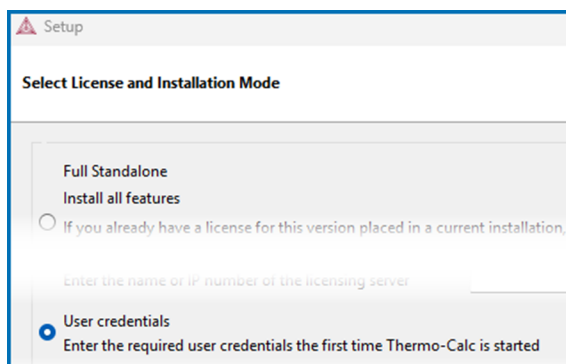 Setup
Select License and Installation Mode
Full Standalone
Install all features
If you already have a license for this version placed in a current installation,
Enter the name or IP number of the licensing server
User credentials
Enter the required user credentials the first time Thermo-Calc is started